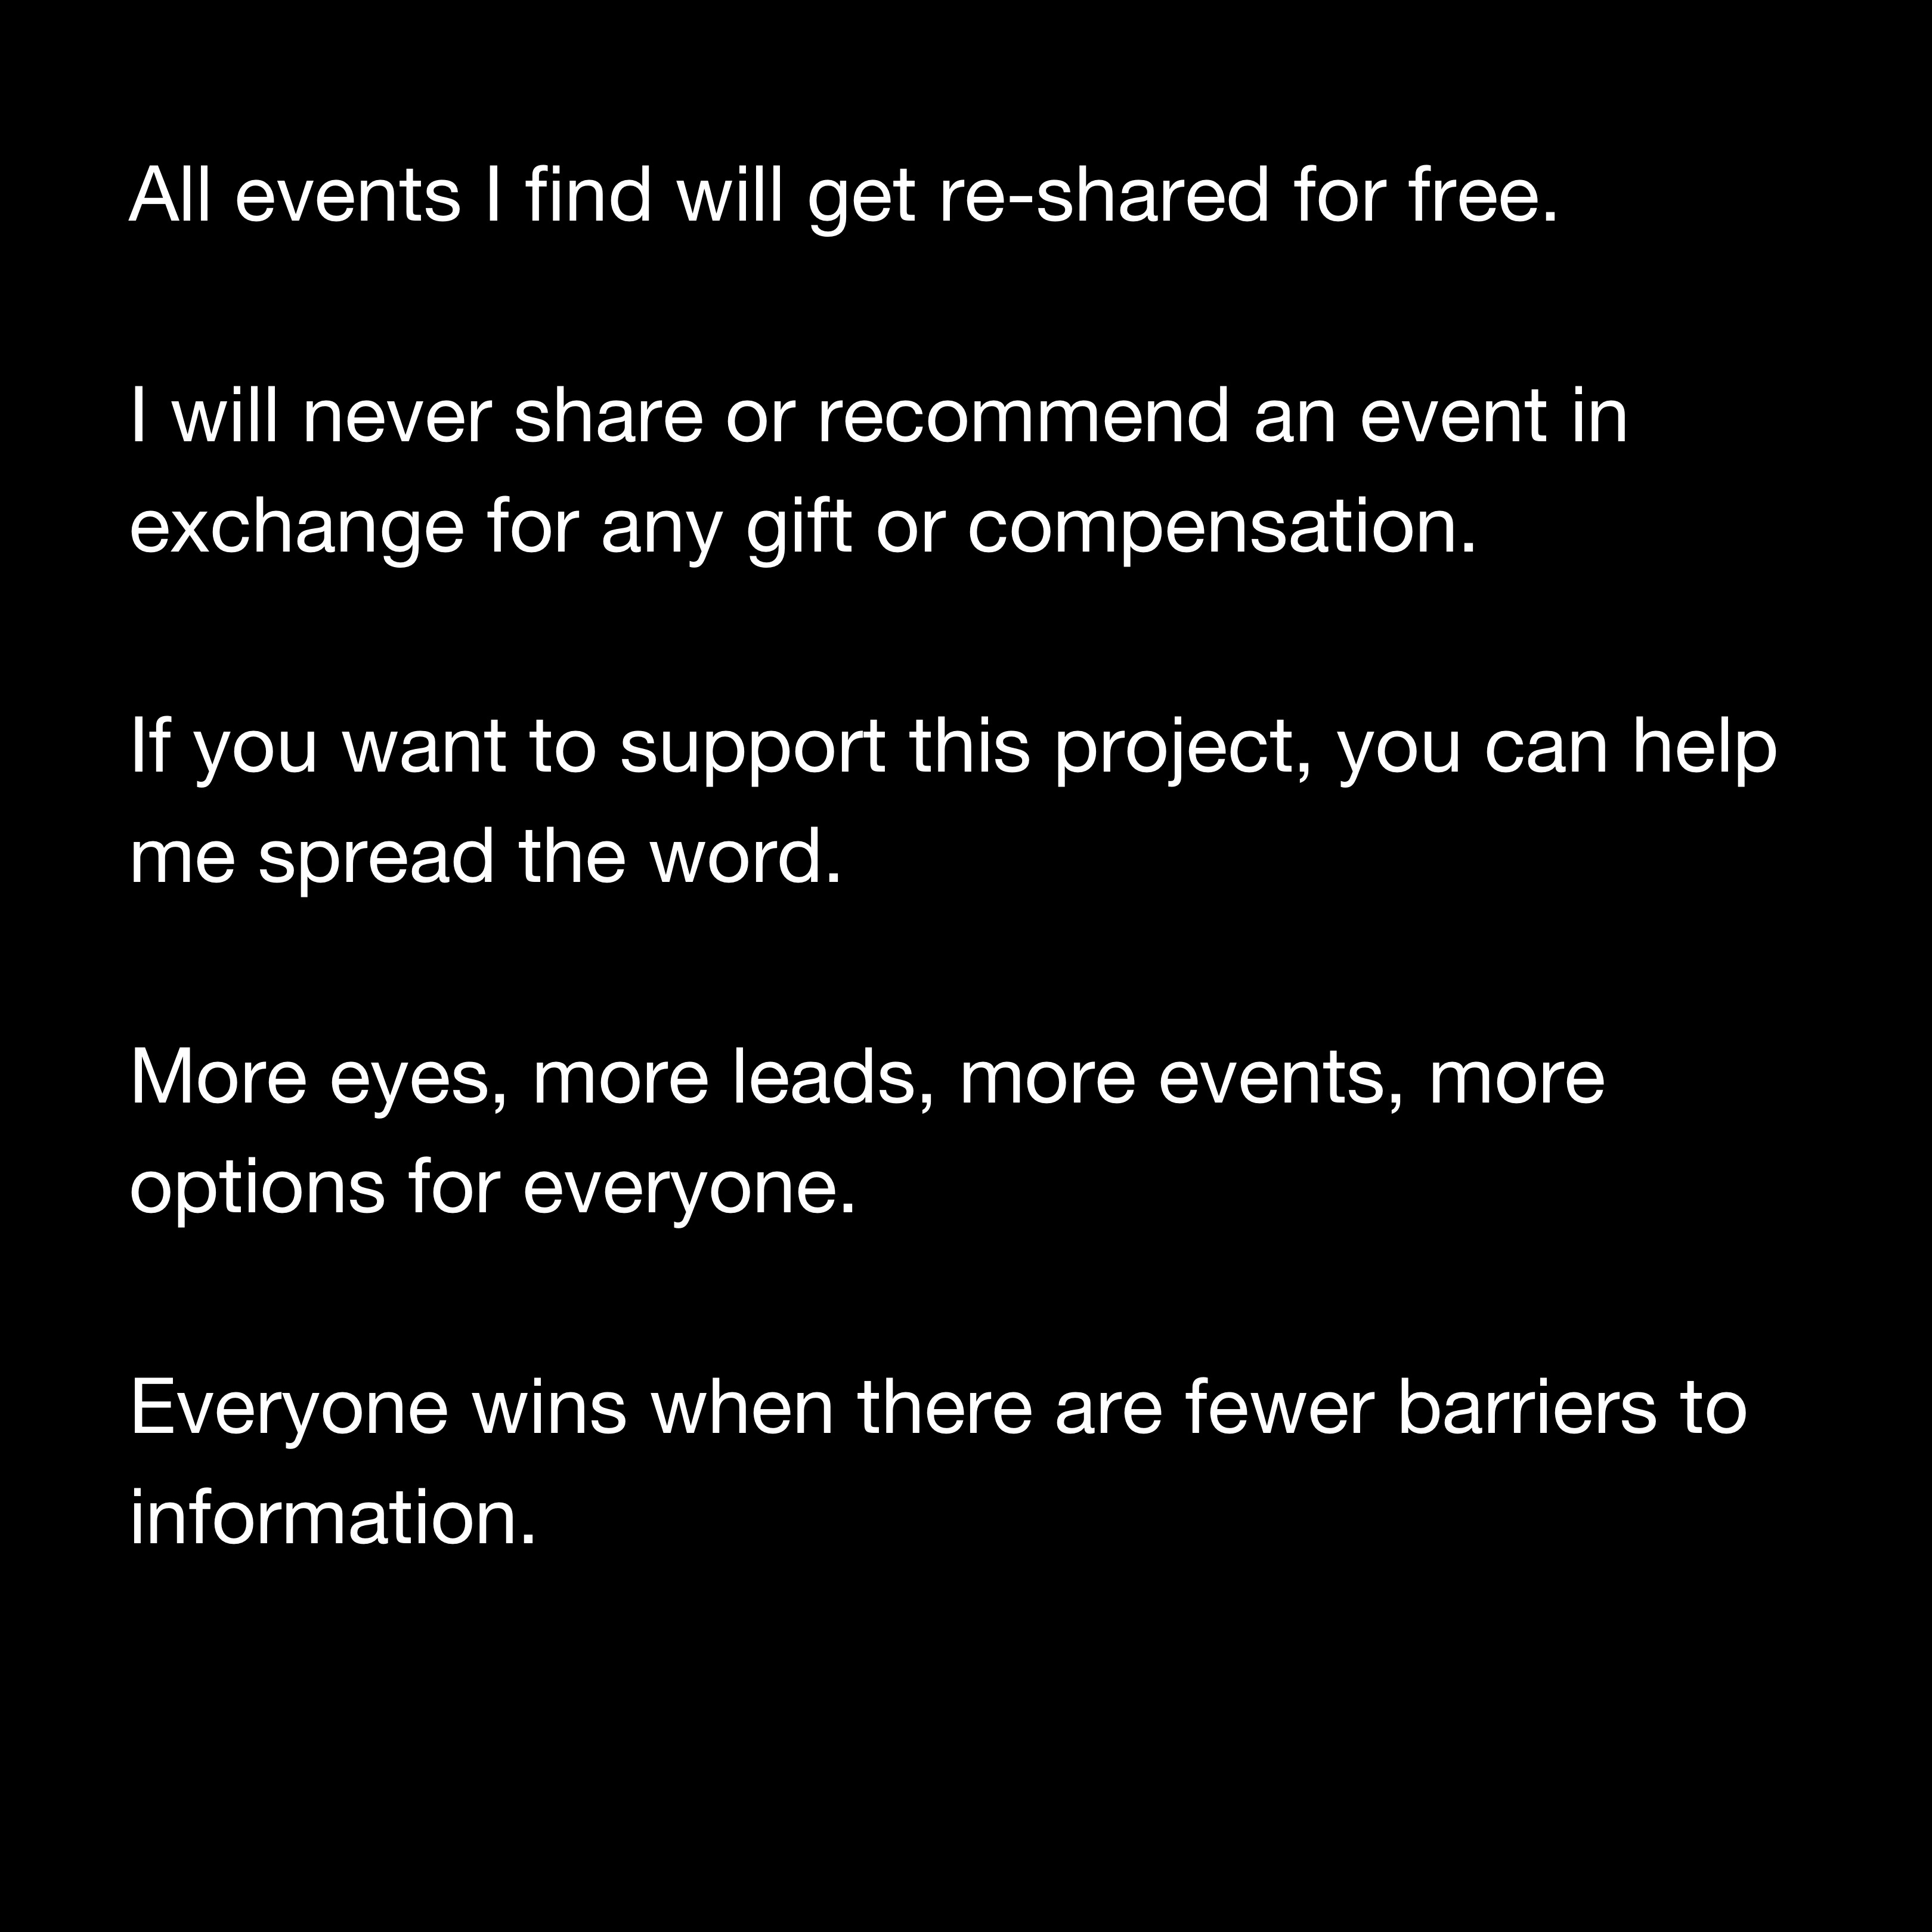 All events I find will get re-shared for free.
I will never share or recommend an event in
exchange for any gift or compensation.
If you want to support this project, you can help
me spread the word.
More eyes, more leads, more events, more
options for everyone.
Everyone wins when there are fewer barriers to
information.